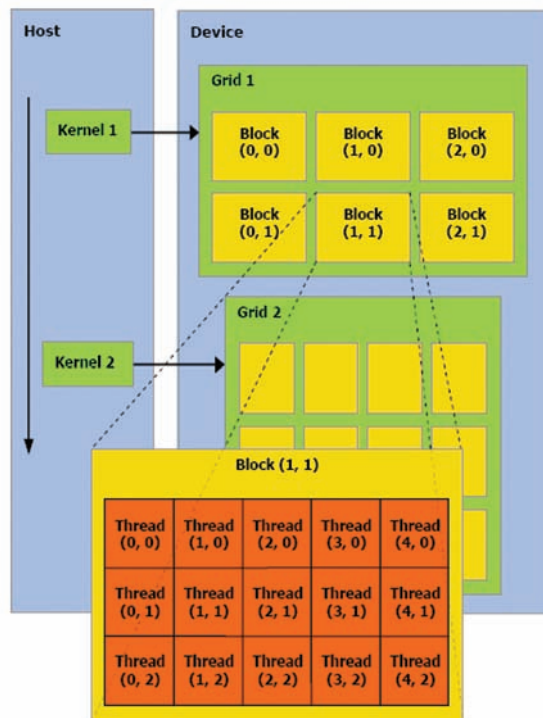 Host
Device
Grid 1
Kernel 1
Block
(0, 0)
Block
(1, 0)
Block
(2, 0)
Block
(0, 1)
Block
(1, 1)
Block
(2, 1)
Grid 2
Kernel 2
Block (1, 1)
Thread
(0, 0)
Thread
(1, 0)
Thread
(2, 0)
Thread
(3, 0)
Thread
(4, 0)
Thread
(0, 1)
Thread
(1, 1)
Thread
(2, 1)
Thread
(3, 1)
Thread
(4, 1)
Thread
(0, 2)
Thread
(1, 2)
Thread
(2, 2)
Thread
(3, 2)
Thread
(4, 2)